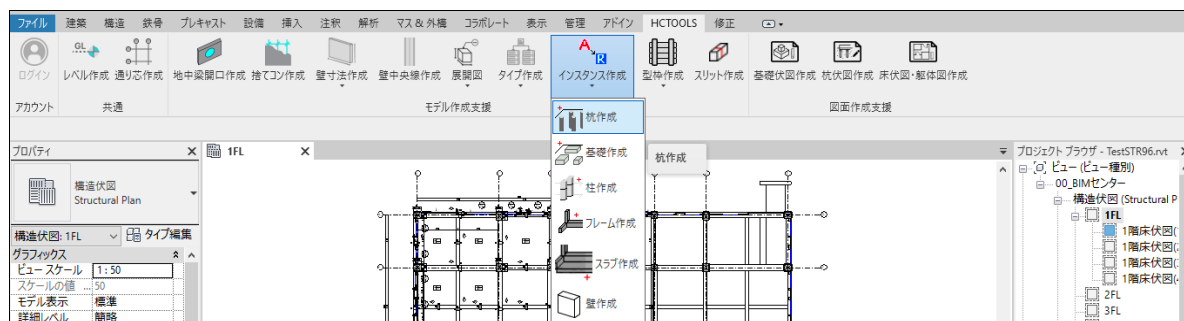 ファイル 建築 構造 鉄骨 プレキャスト 設備 挿入 注釈 解析 マス & 外構 コラボレート 表示 管理 アドイン HCTOOLS 修正
GL
A
R
ログイン レベル作成 通り芯作成 地中梁開口作成 捨てコン作成 壁寸法作成 壁中央線作成 展開図 タイプ作成 インスタンス作成 型枠作成 スリット作成 基礎伏図作成 杭伏図作成 床伏図・躯体図作成
アカウント 共通 モデル作成支援 図面作成支援
杭作成
基礎作成
杭作成
柱作成
フレーム作成
スラブ作成
壁作成
プロパティ
1FL
構造伏図
Structural Plan
構造伏図: 1FL
タイプ編集
グラフィックス
ビュー スケール 1 : 50
スケールの値 ... 50
モデル表示 標準
詳細レベル 簡略
プロジェクト ブラウザ - TestSTR96.rvt
ビュー (ビュー種別)
00_BIMセンター
構造伏図 (Structural P
1FL
1階床伏図(
1階床伏図(
1階床伏図(
1階床伏図(
2FL
3FL